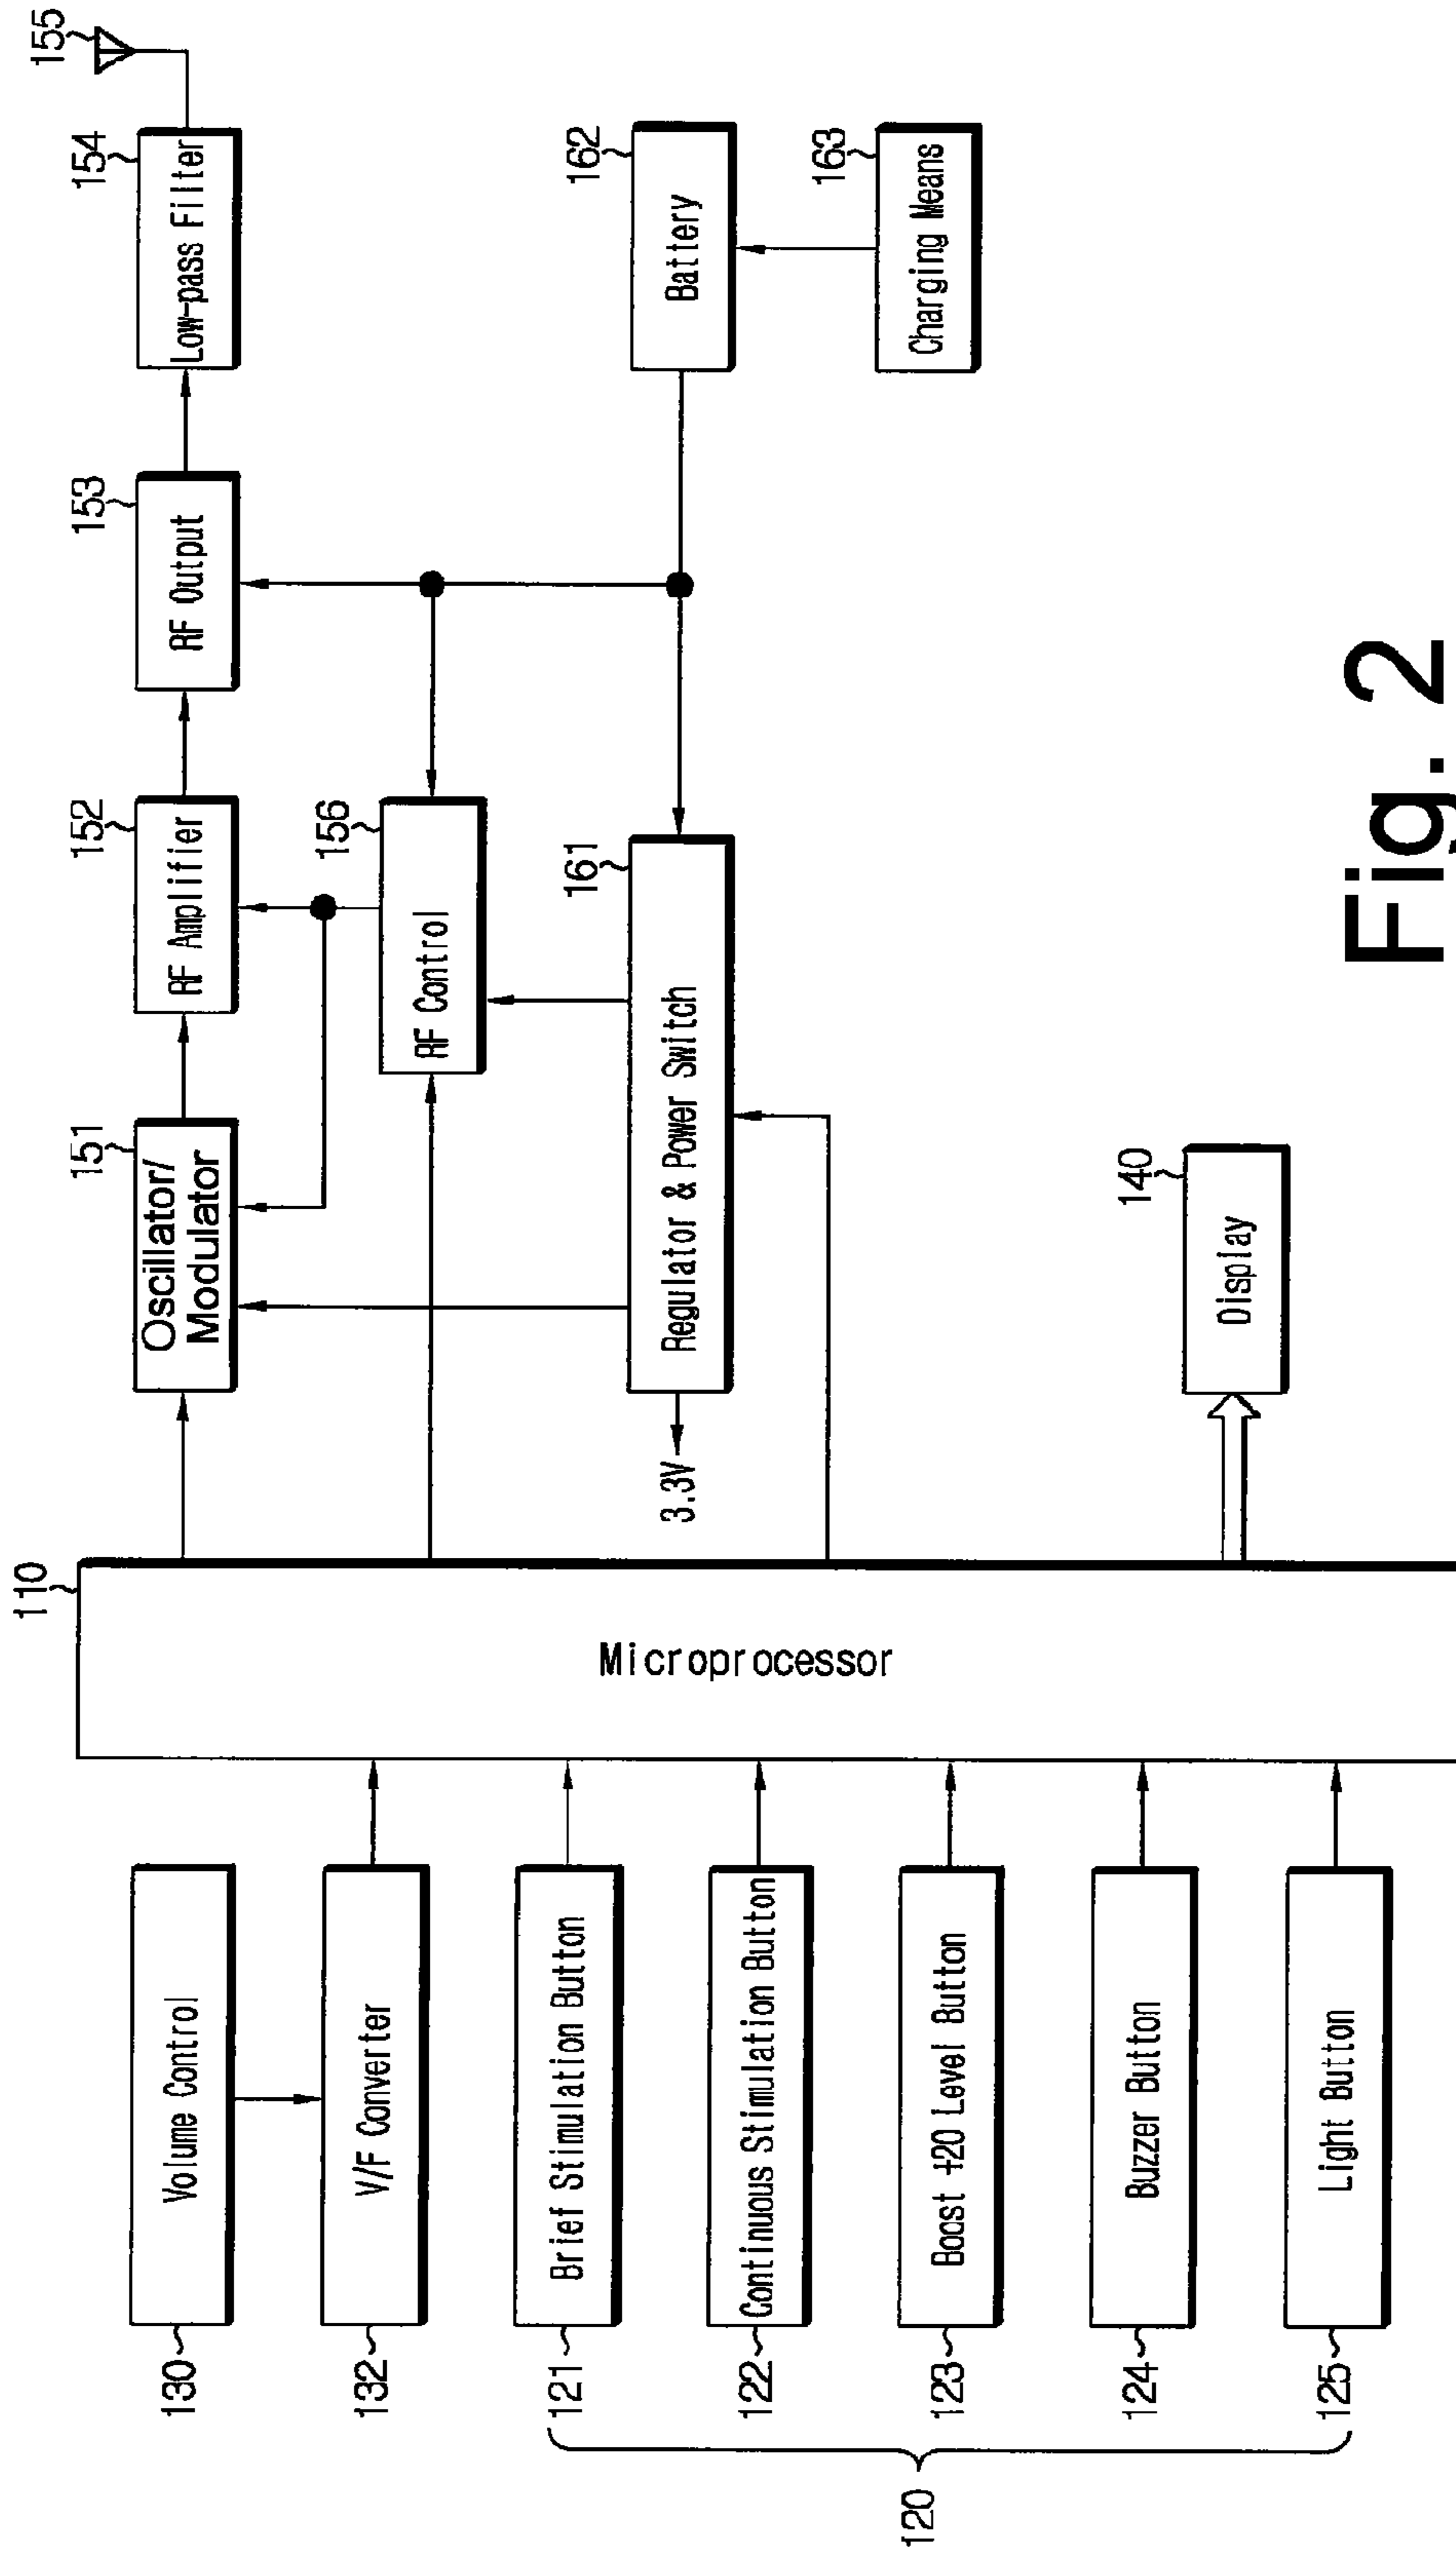 130
Volume Control
132
V/F Converter
121
Brief Stimulation Button
122
Continuous Stimulation Button
123
Boost +20 Level Button
124
Buzzer Button
125
Light Button
120
110
Microprocessor
151
Oscillator/
Modulator
152
RF Amplifier
153
RF Output
154
Low-pass Filter
155
156
RF Control
161
Regulator & Power Switch
3.3V
162
Battery
163
Charging Means
140
Display
Fig. 2